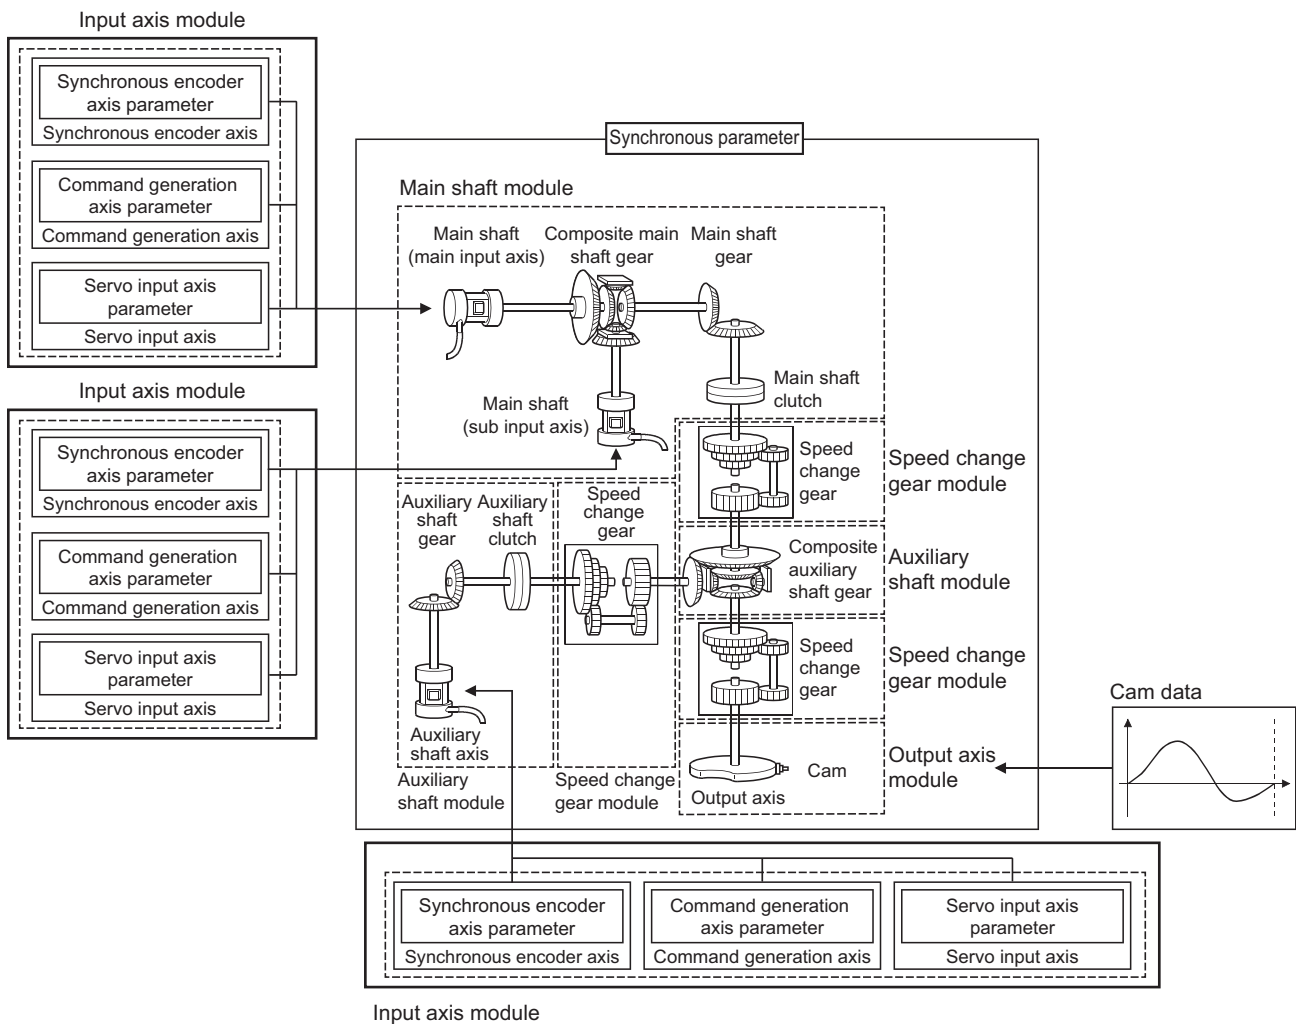 Input axis module
Synchronous encoder
axis parameter
Synchronous encoder axis
Command generation
axis parameter
Command generation axis
Servo input axis
parameter
Servo input axis
Input axis module
Synchronous encoder
axis parameter
Synchronous encoder axis
Command generation
axis parameter
Command generation axis
Servo input axis
parameter
Servo input axis
Synchronous parameter
Main shaft module
Main shaft
(main input axis)
Composite main
shaft gear
Main shaft
gear
Main shaft
clutch
Main shaft
(sub input axis)
Speed
change
gear
Speed change
gear module
Auxiliary
shaft
gear
Auxiliary
shaft
clutch
Speed
change
gear
Composite
auxiliary
shaft gear
Auxiliary
shaft module
Speed
change
gear
Speed change
gear module
Auxiliary
shaft axis
Auxiliary
shaft module
Speed change
gear module
Cam
Output axis
Output axis
module
Cam data
Synchronous encoder
axis parameter
Synchronous encoder axis
Command generation
axis parameter
Command generation axis
Servo input axis
parameter
Servo input axis
Input axis module